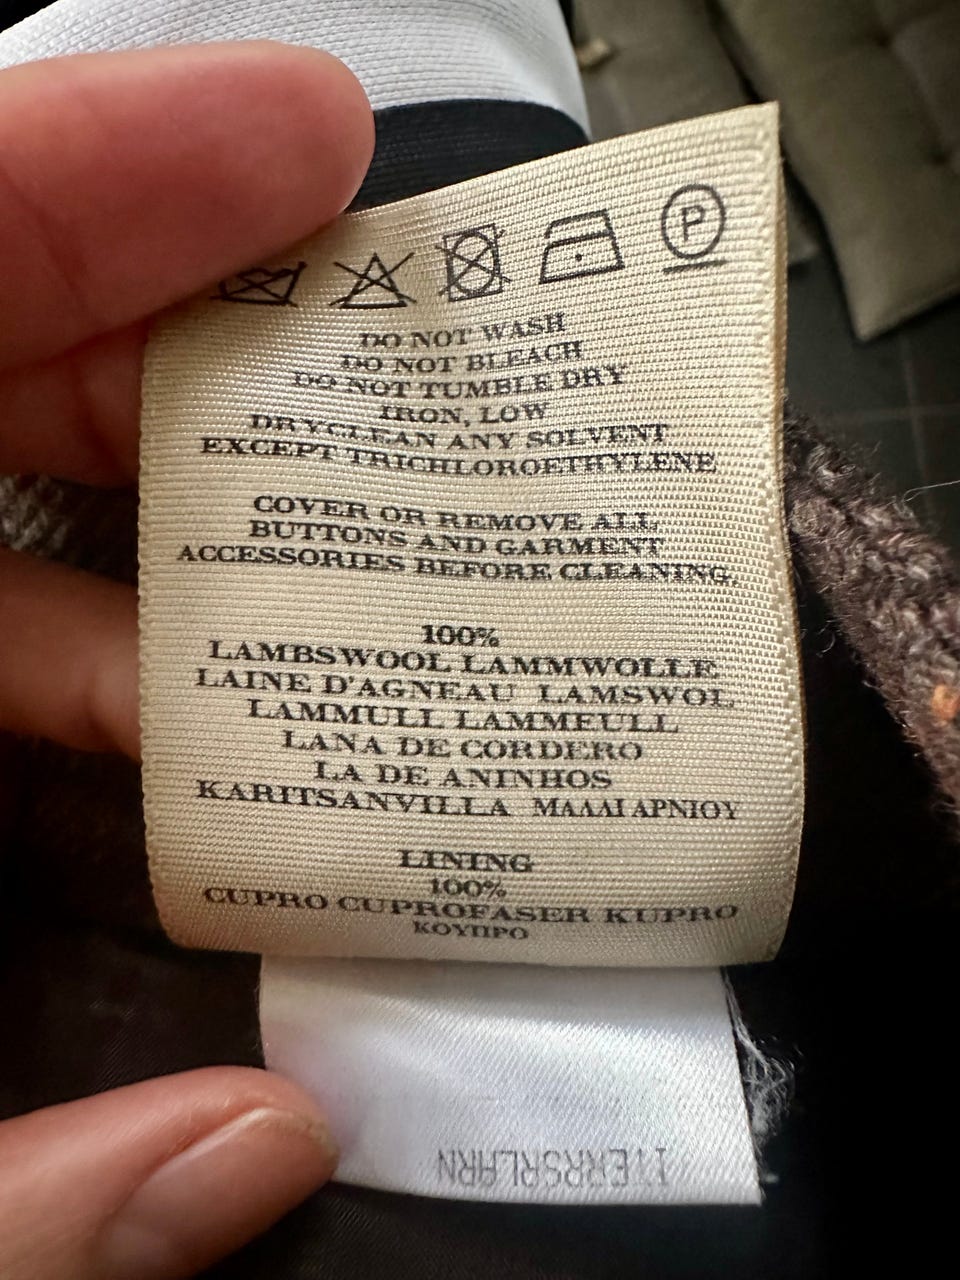 P
DO NOT WASH
DO NOT BLEACH
DO NOT TUMBLE DRY
IRON, LOW
DRYCLEAN ANY SOLVENT
EXCEPT TRICHLOROETHYLENE
COVER OR REMOVE ALL
BUTTONS AND GARMENT
ACCESSORIES BEFORE CLEANING.
100%
LAMBSWOOL LAMMWOLLE
LAINE D'AGNEAU LAMSWOL
LAMMULL LAMMEULL
LANA DE CORDERO
LA DE ANINHOS
KARITSANVILLA ΜΑΛΛΙ ΑΡΝΙΟΥ
LINING
100%
CUPRO CUPROFASER KUPRO
ΚΟΥΠΡΟ